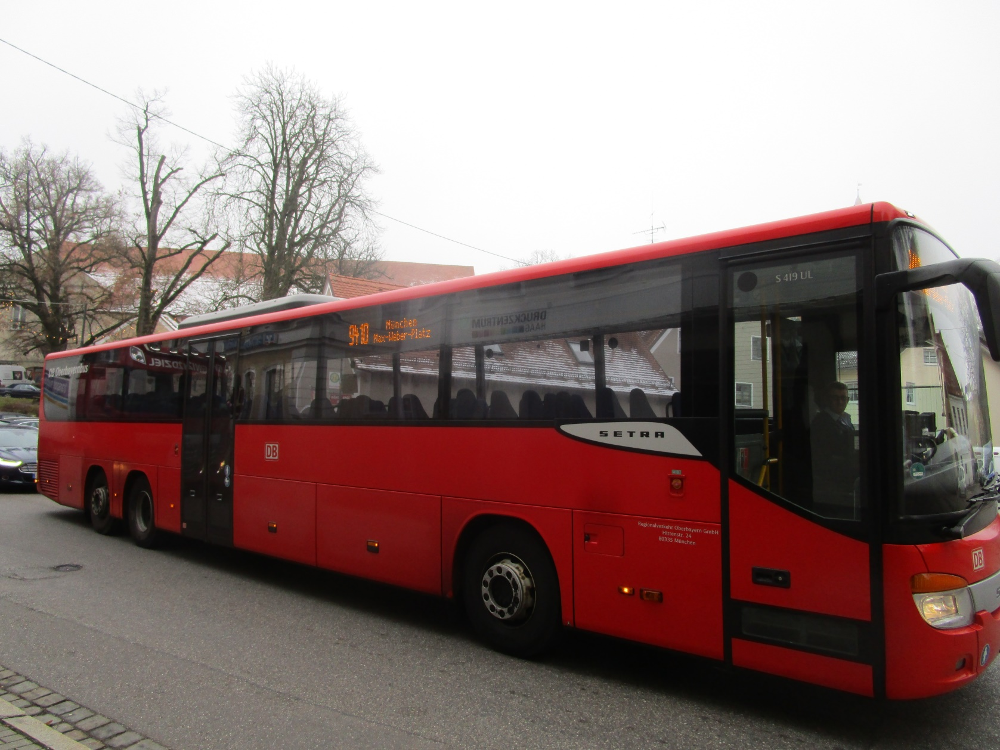 S 419 UL
9410 München
Max-Weber-Platz
DRUCKZENTRUM
HAAG
DB Oberbayernbus
SETRA
DB
Regionalverkehr Oberbayern GmbH
Hirtenstr. 24
80335 München
DB